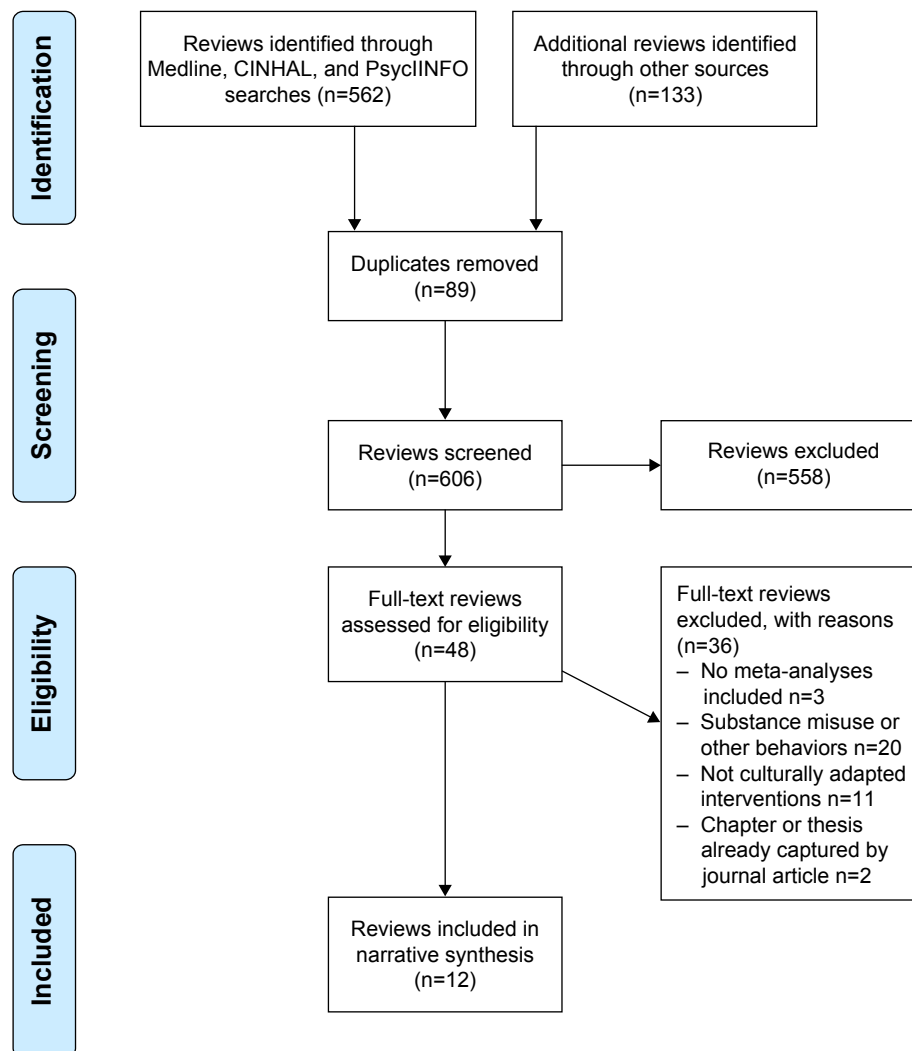 Identification
Reviews identified through
Medline, CINHAL, and PsycIINFO
searches (n=562)
Additional reviews identified
through other sources
(n=133)
Duplicates removed
(n=89)
Screening
Reviews screened
(n=606)
Reviews excluded
(n=558)
Eligibility
Full-text reviews
assessed for eligibility
(n=48)
Full-text reviews
excluded, with reasons
(n=36)
– No meta-analyses
included n=3
– Substance misuse or
other behaviors n=20
– Not culturally adapted
interventions n=11
– Chapter or thesis
already captured by
journal article n=2
Included
Reviews included in
narrative synthesis
(n=12)